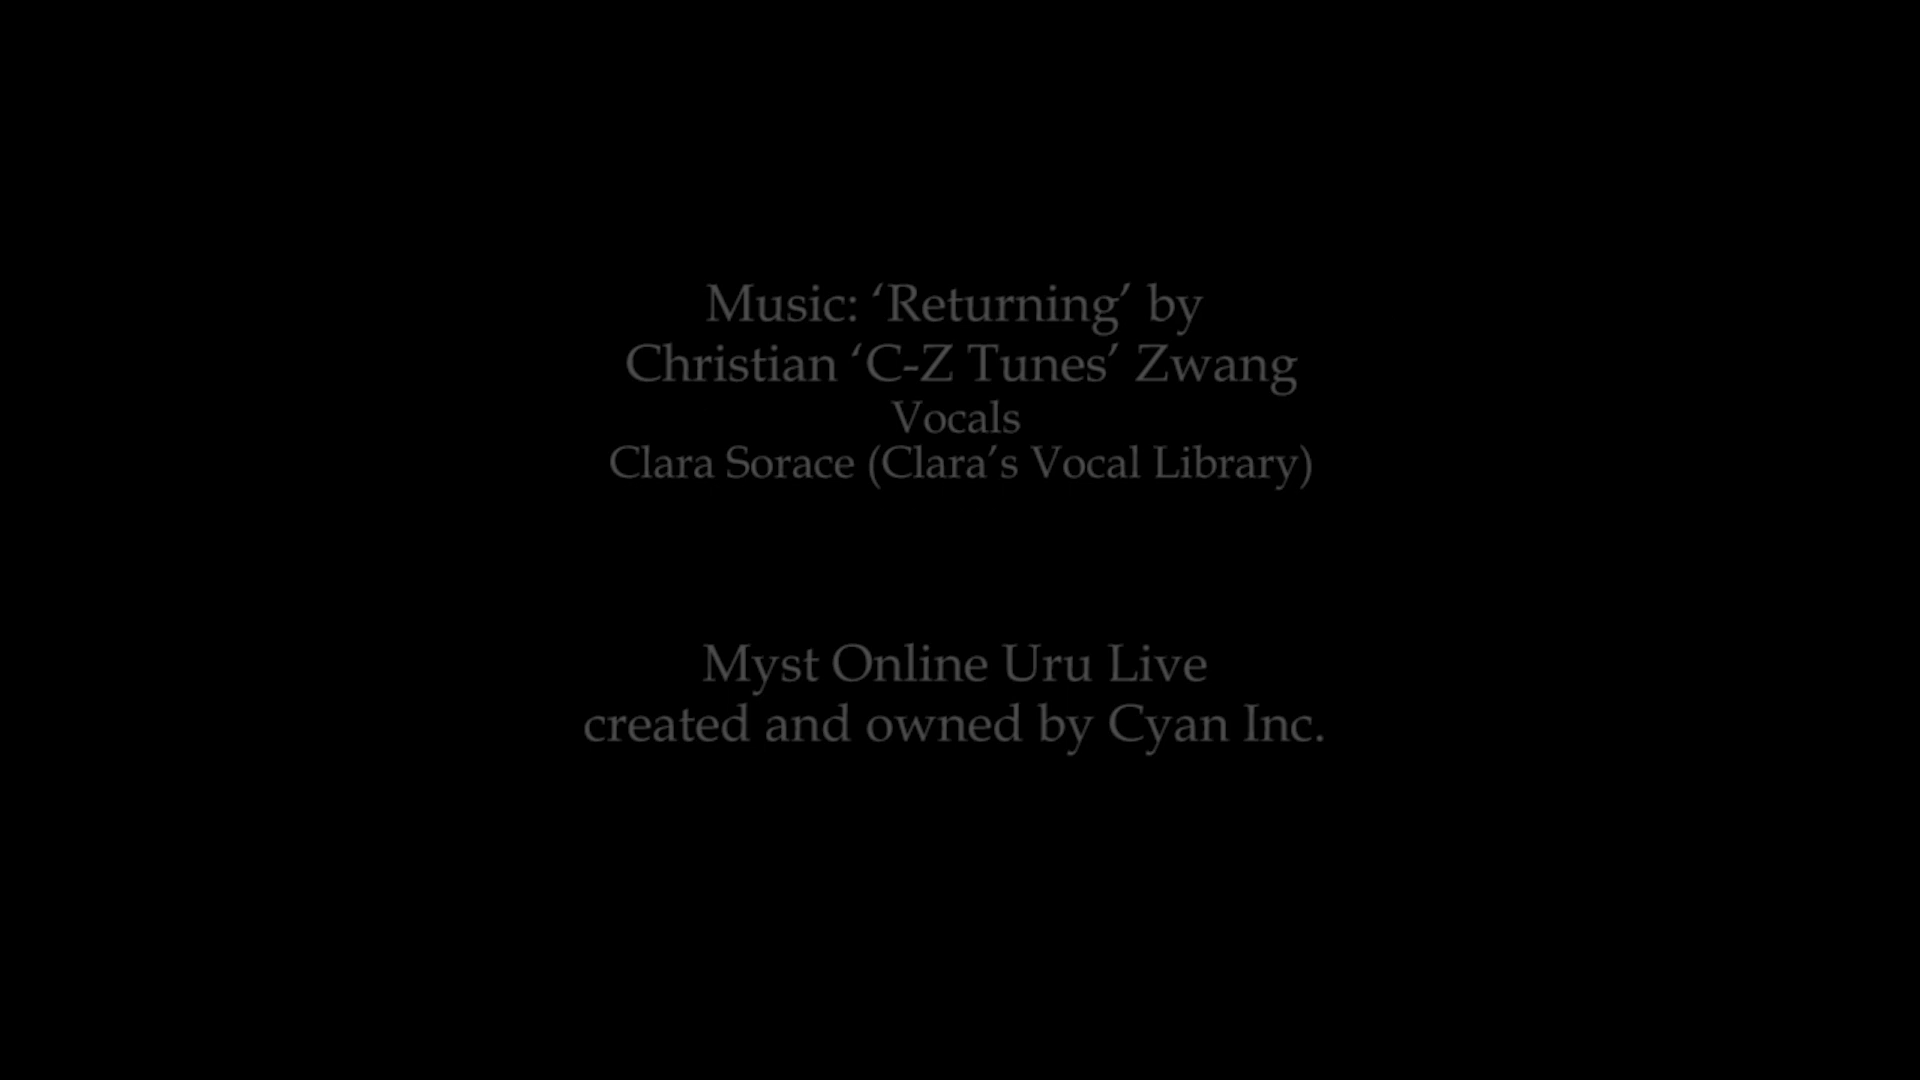 Music: ‘Returning’ by
Christian ‘C-Z Tunes’ Zwang
Vocals
Clara Sorace (Clara’s Vocal Library)
Myst Online Uru Live
created and owned by Cyan Inc.